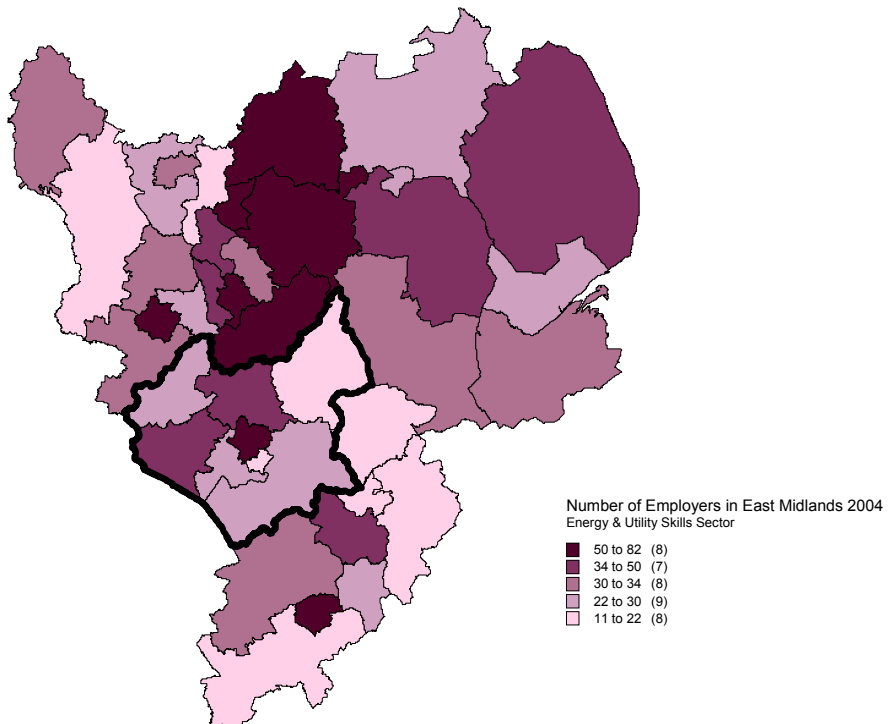 Number of Employers in East Midlands 2004
Energy & Utility Skills Sector
50 to 82 (8)
34 to 50 (7)
30 to 34 (8)
22 to 30 (9)
11 to 22 (8)